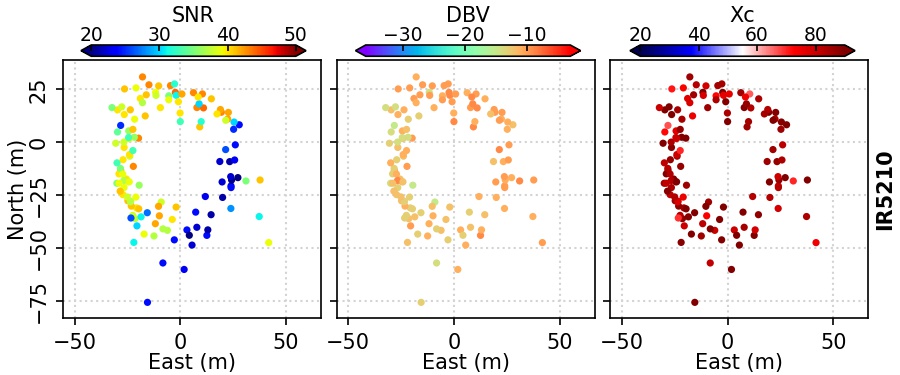 SNR DBV Xc
20 30 40 50 −30 −20 −10 20 40 60 80
25
0
−25
−50
−75
North (m)
−50 0 50 −50 0 50 −50 0 50
East (m) East (m) East (m)
IR5210